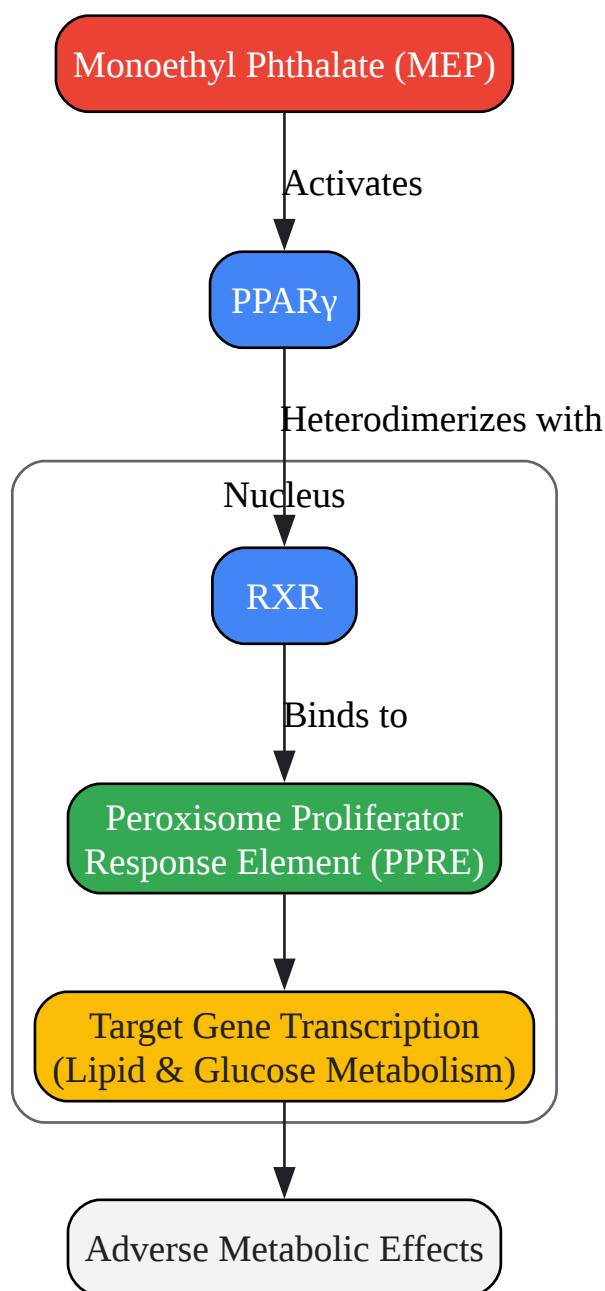 Monoethyl Phthalate (MEP)
Activates
PPARγ
Heterodimerizes with
Nucleus
RXR
Binds to
Peroxisome Proliferator
Response Element (PPRE)
Target Gene Transcription
(Lipid & Glucose Metabolism)
Adverse Metabolic Effects